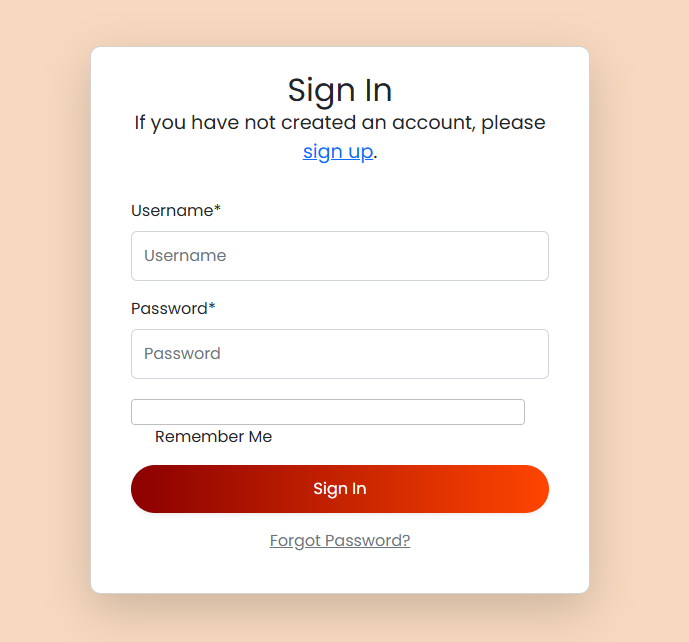 Sign In
If you have not created an account, please
sign up.
Username*
Username
Password*
Password
Remember Me
Sign In
Forgot Password?